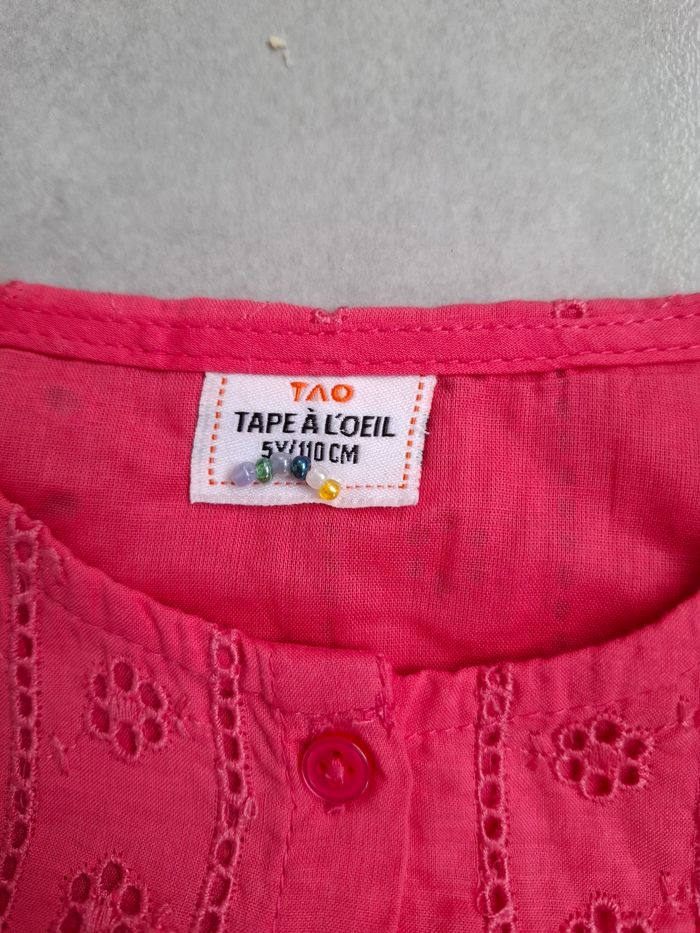 TAO
TAPE À L'OEIL
5Y/110 CM